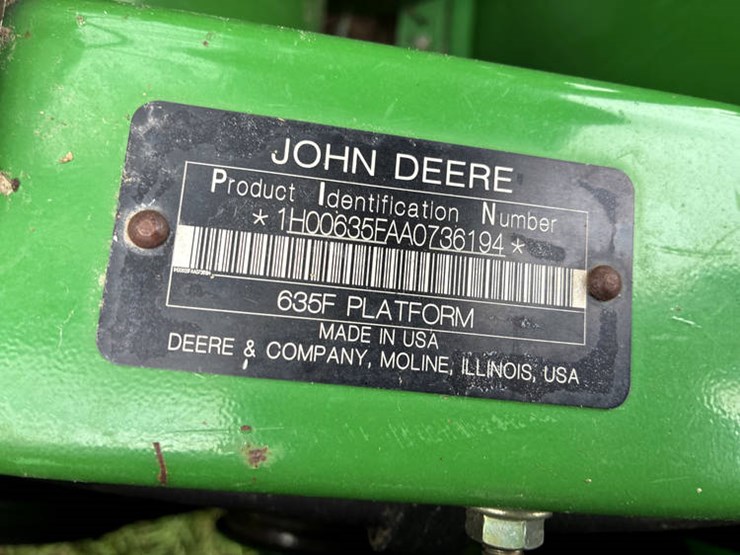 JOHN DEERE
Product Identification Number
* 1H00635FAA0736194 *
635F PLATFORM
MADE IN USA
DEERE & COMPANY, MOLINE, ILLINOIS, USA